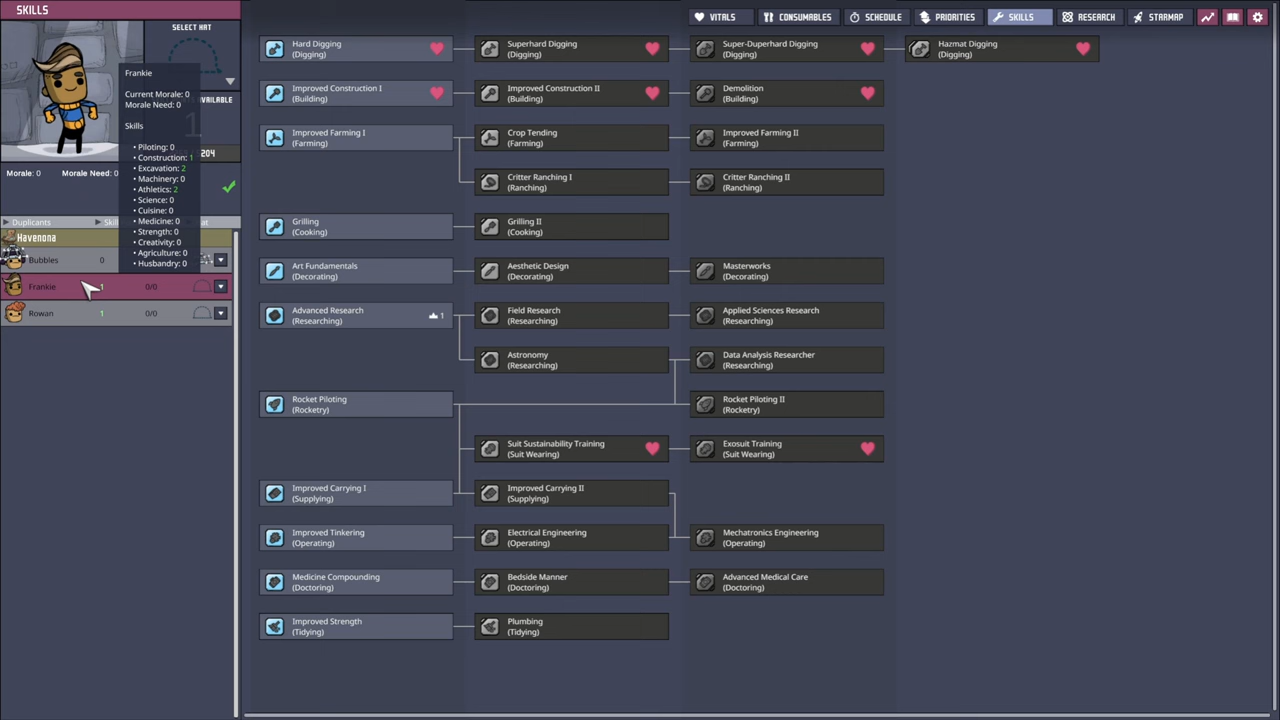 SKILLS
VITALS
CONSUMABLES
SCHEDULE
PRIORITIES
SKILLS
RESEARCH
STARMAP
SELECT HAT
AVAILABLE
1
204
Morale: 0
Morale Need: 0
Frankie
Current Morale: 0
Morale Need: 0
Skills
• Piloting: 0
• Construction: 1
• Excavation: 2
• Machinery: 0
• Athletics: 2
• Science: 0
• Cuisine: 0
• Medicine: 0
• Strength: 0
• Creativity: 0
• Agriculture: 0
• Husbandry: 0
Duplicants
Havenona
Bubbles 0
Frankie 1 0/0
Rowan 1 0/0
Hard Digging
(Digging)
Superhard Digging
(Digging)
Super-Duperhard Digging
(Digging)
Hazmat Digging
(Digging)
Improved Construction I
(Building)
Improved Construction II
(Building)
Demolition
(Building)
Improved Farming I
(Farming)
Crop Tending
(Farming)
Improved Farming II
(Farming)
Critter Ranching I
(Ranching)
Critter Ranching II
(Ranching)
Grilling
(Cooking)
Grilling II
(Cooking)
Art Fundamentals
(Decorating)
Aesthetic Design
(Decorating)
Masterworks
(Decorating)
Advanced Research
(Researching)
1
Field Research
(Researching)
Applied Sciences Research
(Researching)
Astronomy
(Researching)
Data Analysis Researcher
(Researching)
Rocket Piloting
(Rocketry)
Rocket Piloting II
(Rocketry)
Suit Sustainability Training
(Suit Wearing)
Exosuit Training
(Suit Wearing)
Improved Carrying I
(Supplying)
Improved Carrying II
(Supplying)
Improved Tinkering
(Operating)
Electrical Engineering
(Operating)
Mechatronics Engineering
(Operating)
Medicine Compounding
(Doctoring)
Bedside Manner
(Doctoring)
Advanced Medical Care
(Doctoring)
Improved Strength
(Tidying)
Plumbing
(Tidying)